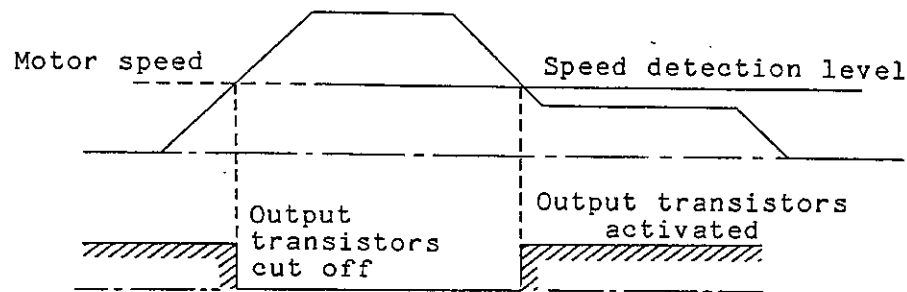 Motor speed
Speed detection level
Output
transistors
cut off
Output transistors
activated